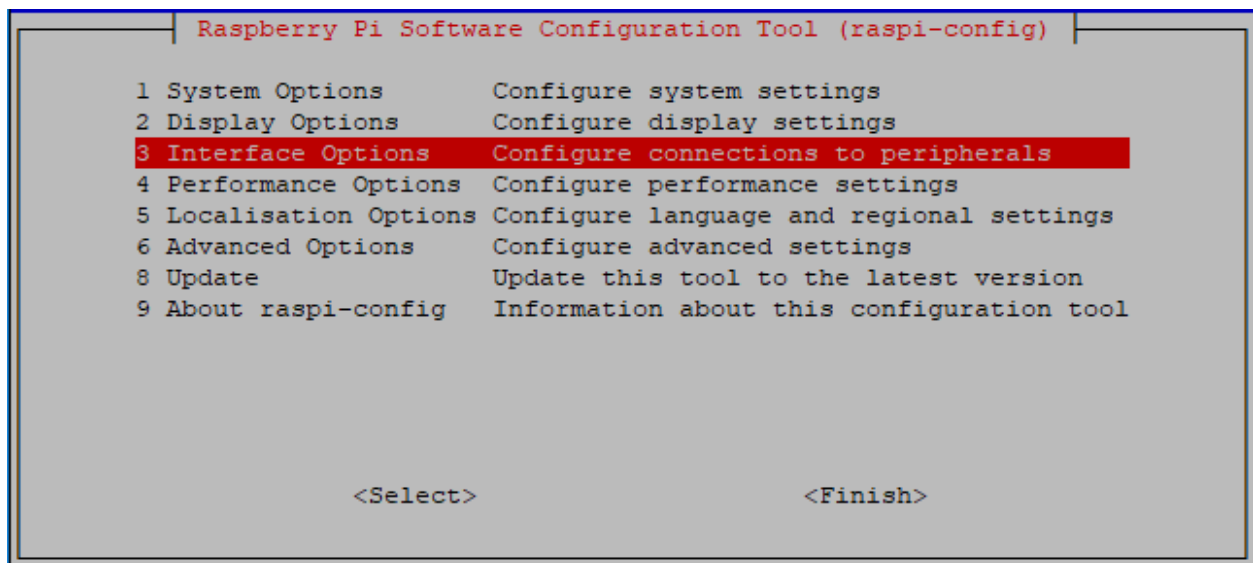 Raspberry Pi Software Configuration Tool (raspi-config)
1 System Options Configure system settings
2 Display Options Configure display settings
3 Interface Options Configure connections to peripherals
4 Performance Options Configure performance settings
5 Localisation Options Configure language and regional settings
6 Advanced Options Configure advanced settings
8 Update Update this tool to the latest version
9 About raspi-config Information about this configuration tool
<Select> <Finish>